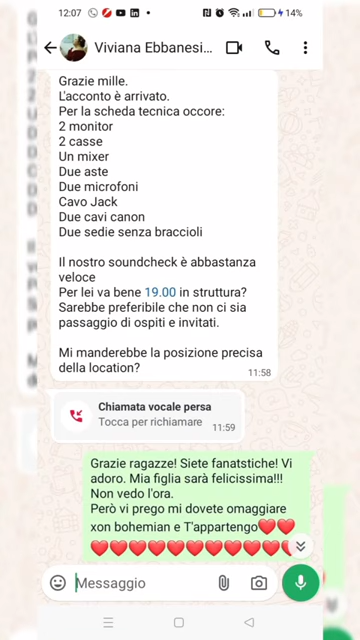 12:07
14%
Viviana Ebbanesi...
Grazie mille.
L'acconto è arrivato.
Per la scheda tecnica occore:
2 monitor
2 casse
Un mixer
Due aste
Due microfoni
Cavo Jack
Due cavi canon
Due sedie senza braccioli
Il nostro soundcheck è abbastanza
veloce
Per lei va bene 19.00 in struttura?
Sarebbe preferibile che non ci sia
passaggio di ospiti e invitati.
Mi manderebbe la posizione precisa
della location?
11:58
Chiamata vocale persa
Tocca per richiamare
11:59
Grazie ragazze! Siete fanatstiche! Vi
adoro. Mia figlia sarà felicissima!!!
Non vedo l'ora.
Però vi prego mi dovete omaggiare
xon bohemian e T'appartengo❤️❤️
❤️❤️❤️❤️❤️❤️❤️❤️❤️❤️❤️
Messaggio